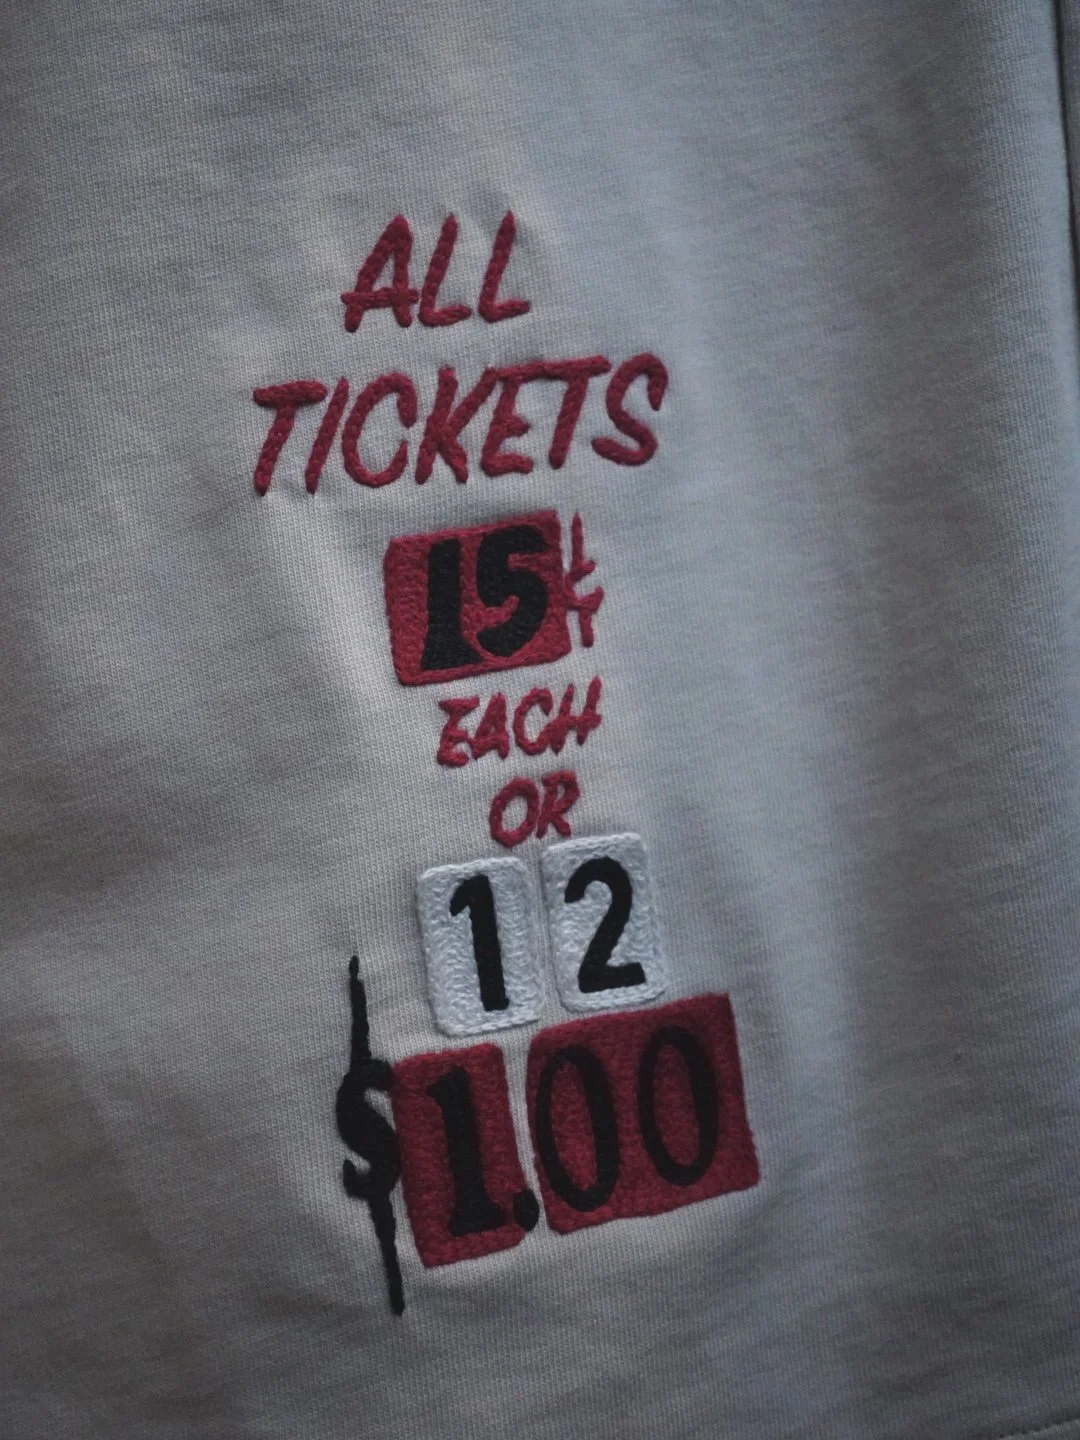 ALL
TICKETS
15¢
EACH
OR
12
$1.00